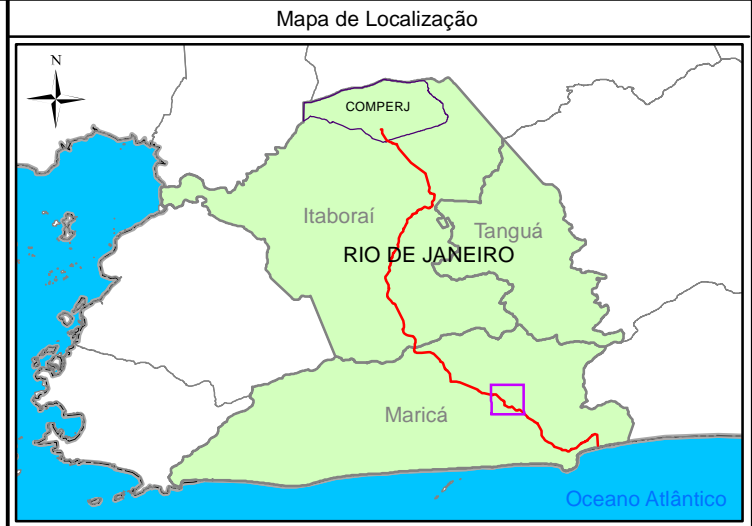 Mapa de Localização
N
COMPERJ
Itaboraí
Tanguá
RIO DE JANEIRO
Maricá
Oceano Atlântico